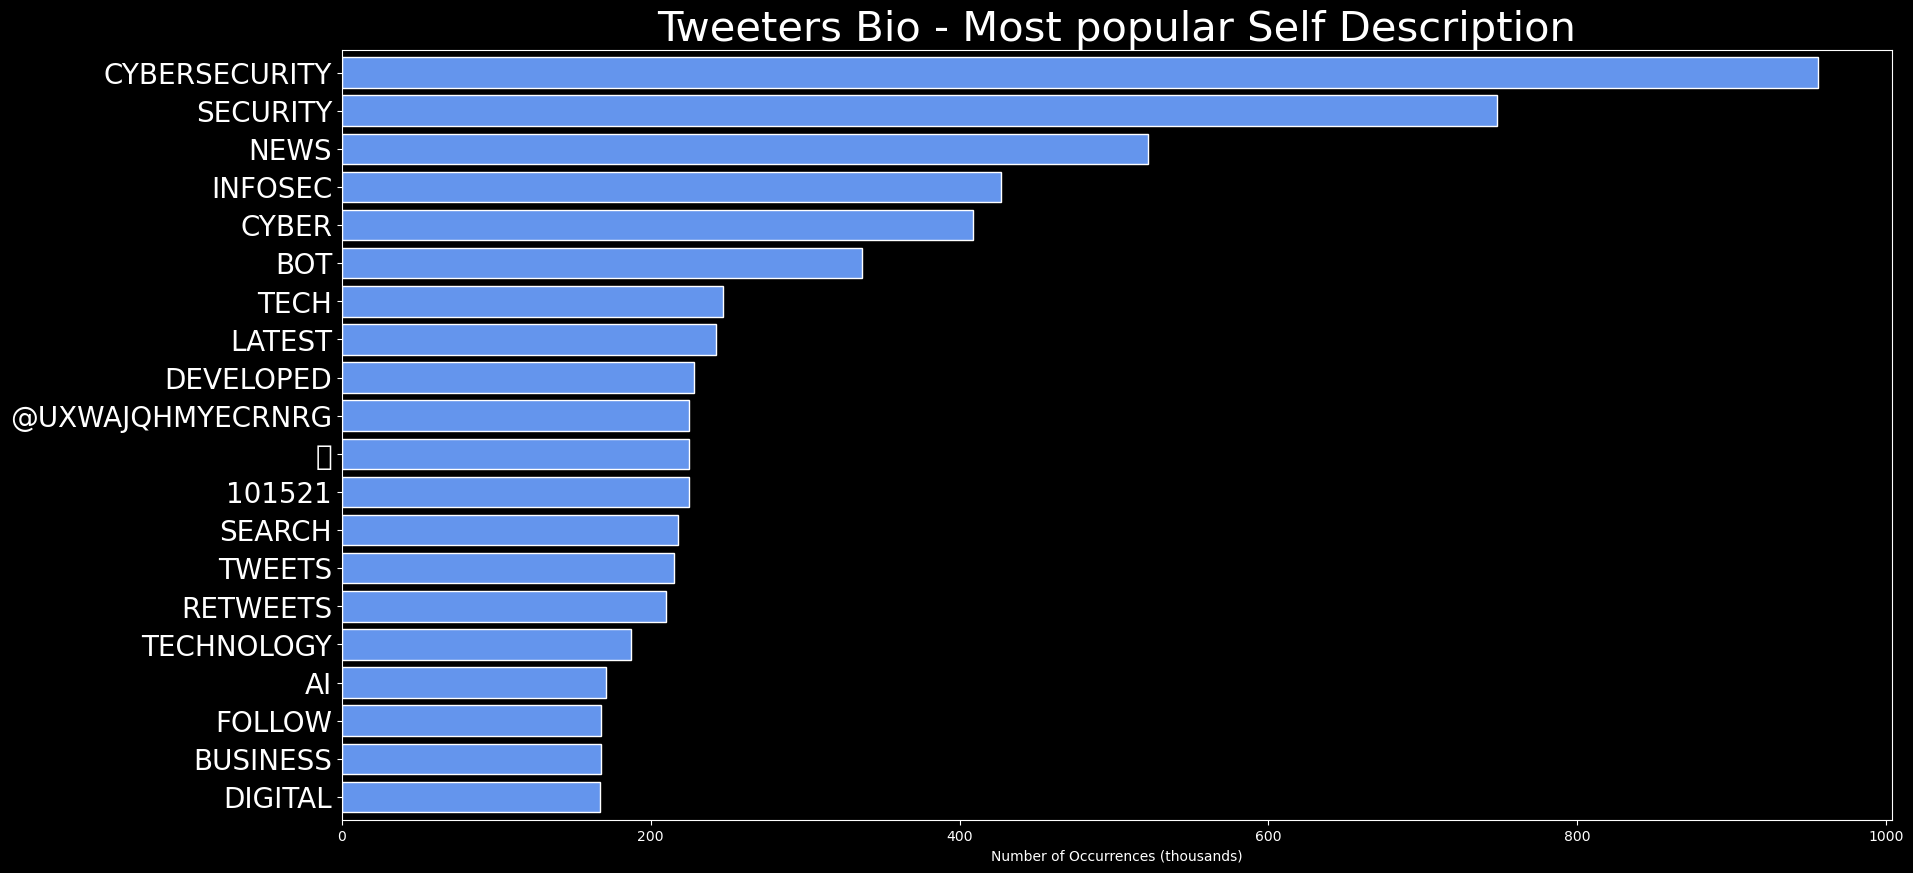 Tweeters Bio - Most popular Self Description
CYBERSECURITY
SECURITY
NEWS
INFOSEC
CYBER
BOT
TECH
LATEST
DEVELOPED
@UXWAJQHMYECRNRG
101521
SEARCH
TWEETS
RETWEETS
TECHNOLOGY
AI
FOLLOW
BUSINESS
DIGITAL
0 200 400 600 800 1000
Number of Occurrences (thousands)